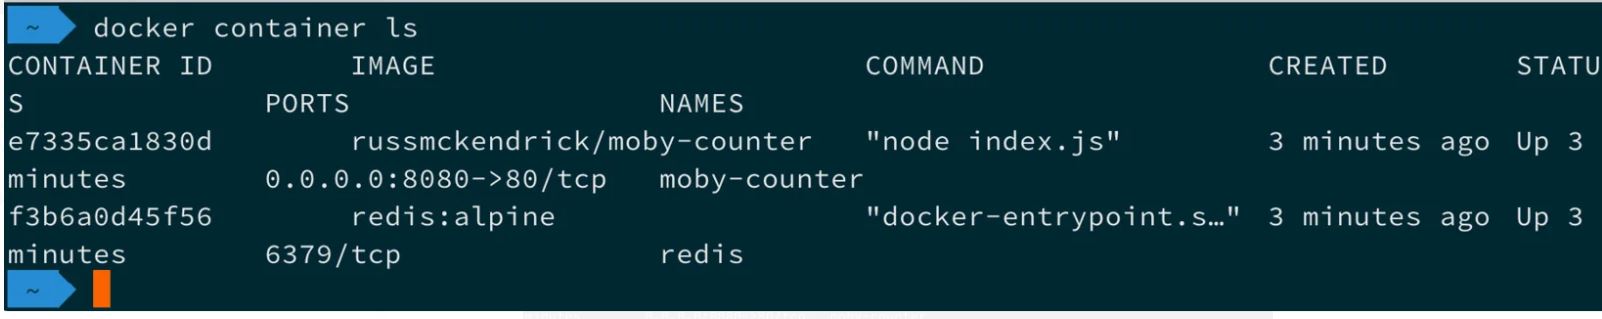 ~ docker container ls
CONTAINER ID IMAGE COMMAND CREATED STATU
S PORTS NAMES
e7335ca1830d russmckendrick/moby-counter "node index.js" 3 minutes ago Up 3
minutes 0.0.0.0:8080->80/tcp moby-counter
f3b6a0d45f56 redis:alpine "docker-entrypoint.s…" 3 minutes ago Up 3
minutes 6379/tcp redis
~